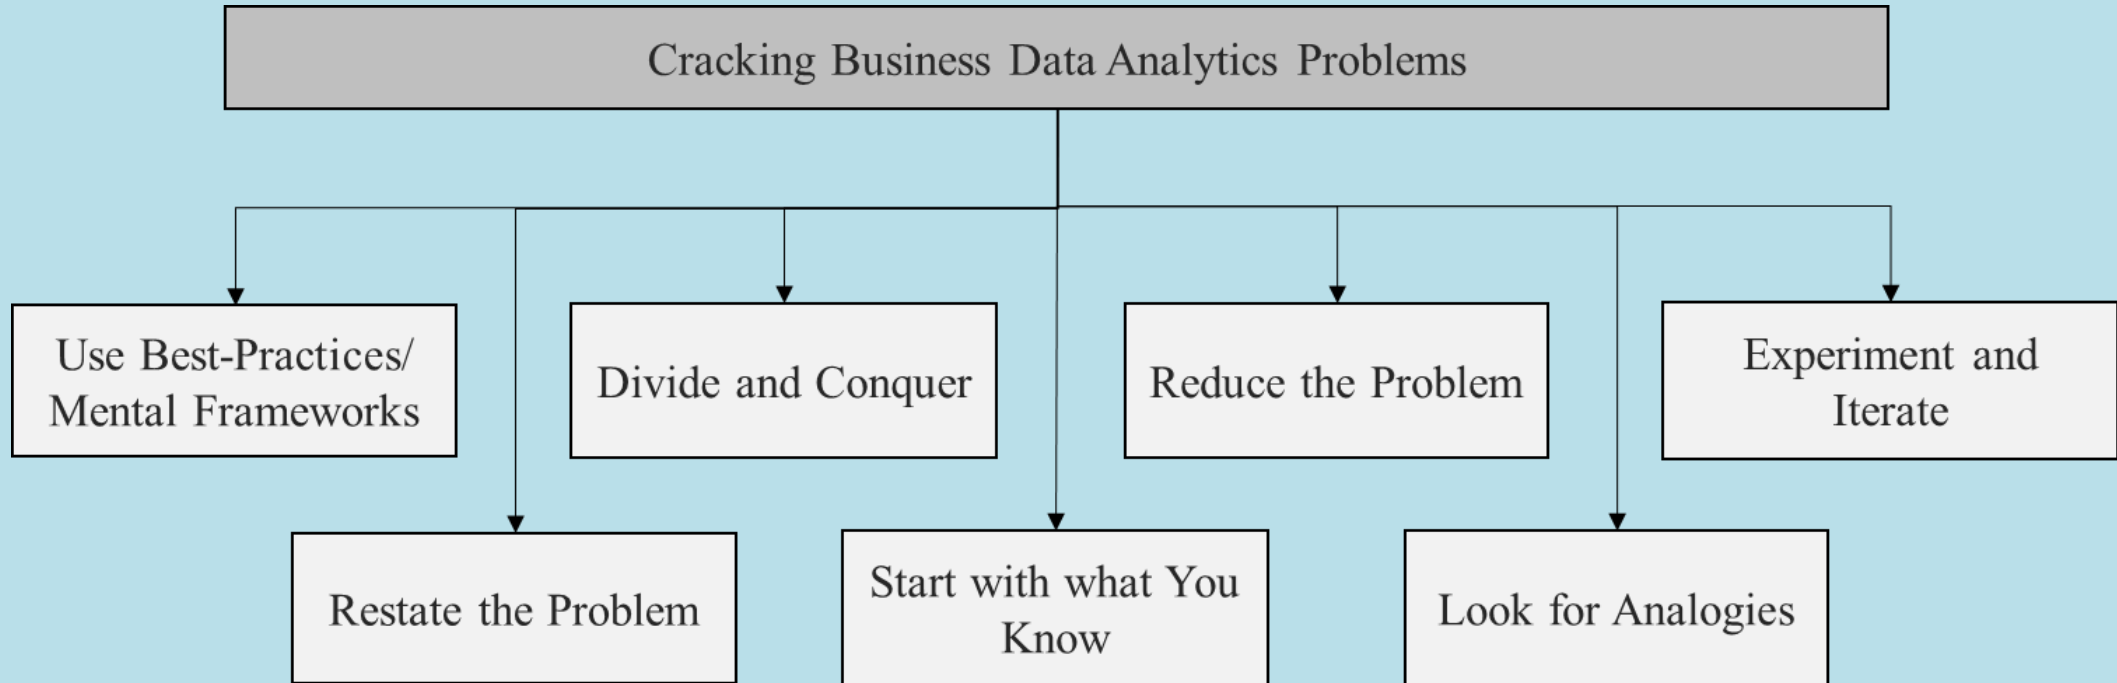 Cracking Business Data Analytics Problems
Use Best-Practices/
Mental Frameworks
Divide and Conquer
Reduce the Problem
Experiment and
Iterate
Restate the Problem
Start with what You
Know
Look for Analogies